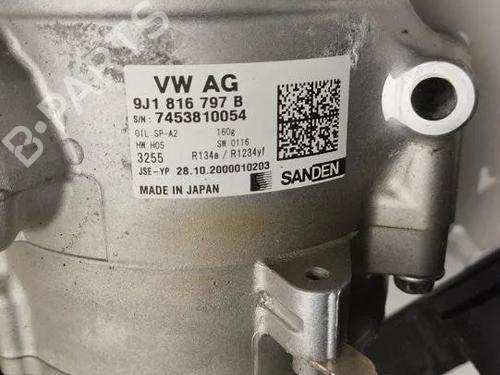 VW AG
9J1 816 797 B
S/N: 7453810054
OIL SP-A2 160g
HW H05 SW 0116
3255 R134a / R1234yf
JSE-YP 28.10.2000010203
MADE IN JAPAN SANDEN
B-PARTS